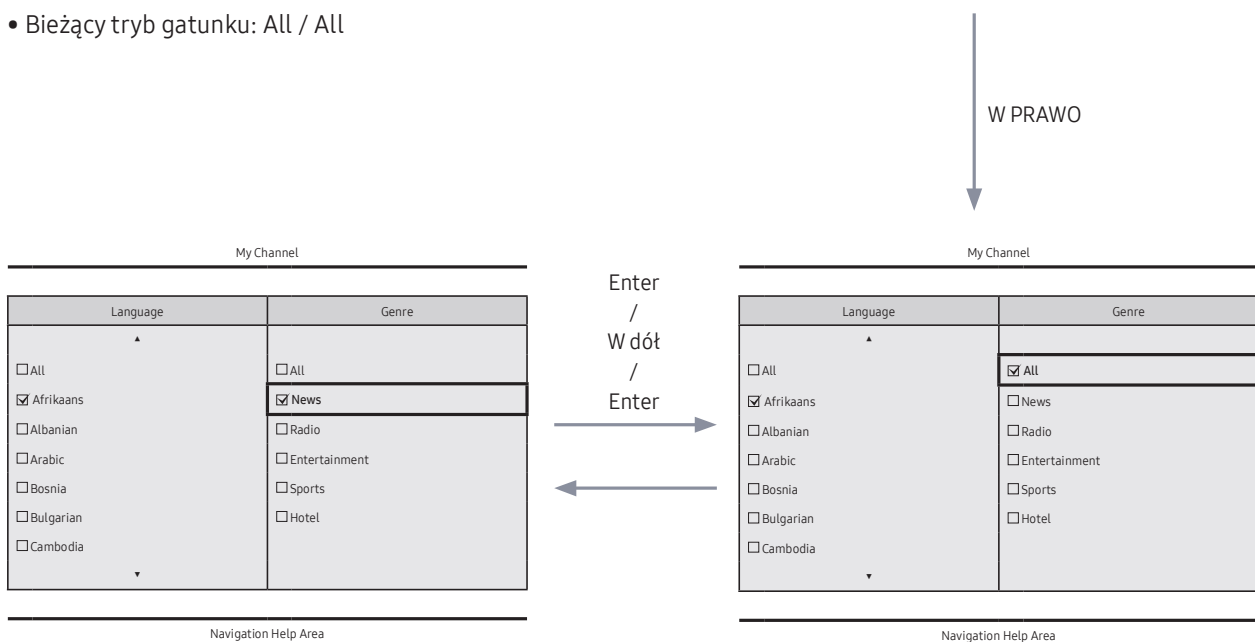 • Bieżący tryb gatunku: All / All
W PRAWO
My Channel
Language
Genre
▲
All
Afrikaans
Albanian
Arabic
Bosnia
Bulgarian
Cambodia
▼
All
News
Radio
Entertainment
Sports
Hotel
Navigation Help Area
Enter
/
W dół
/
Enter
My Channel
Language
Genre
▲
All
Afrikaans
Albanian
Arabic
Bosnia
Bulgarian
Cambodia
▼
All
News
Radio
Entertainment
Sports
Hotel
Navigation Help Area